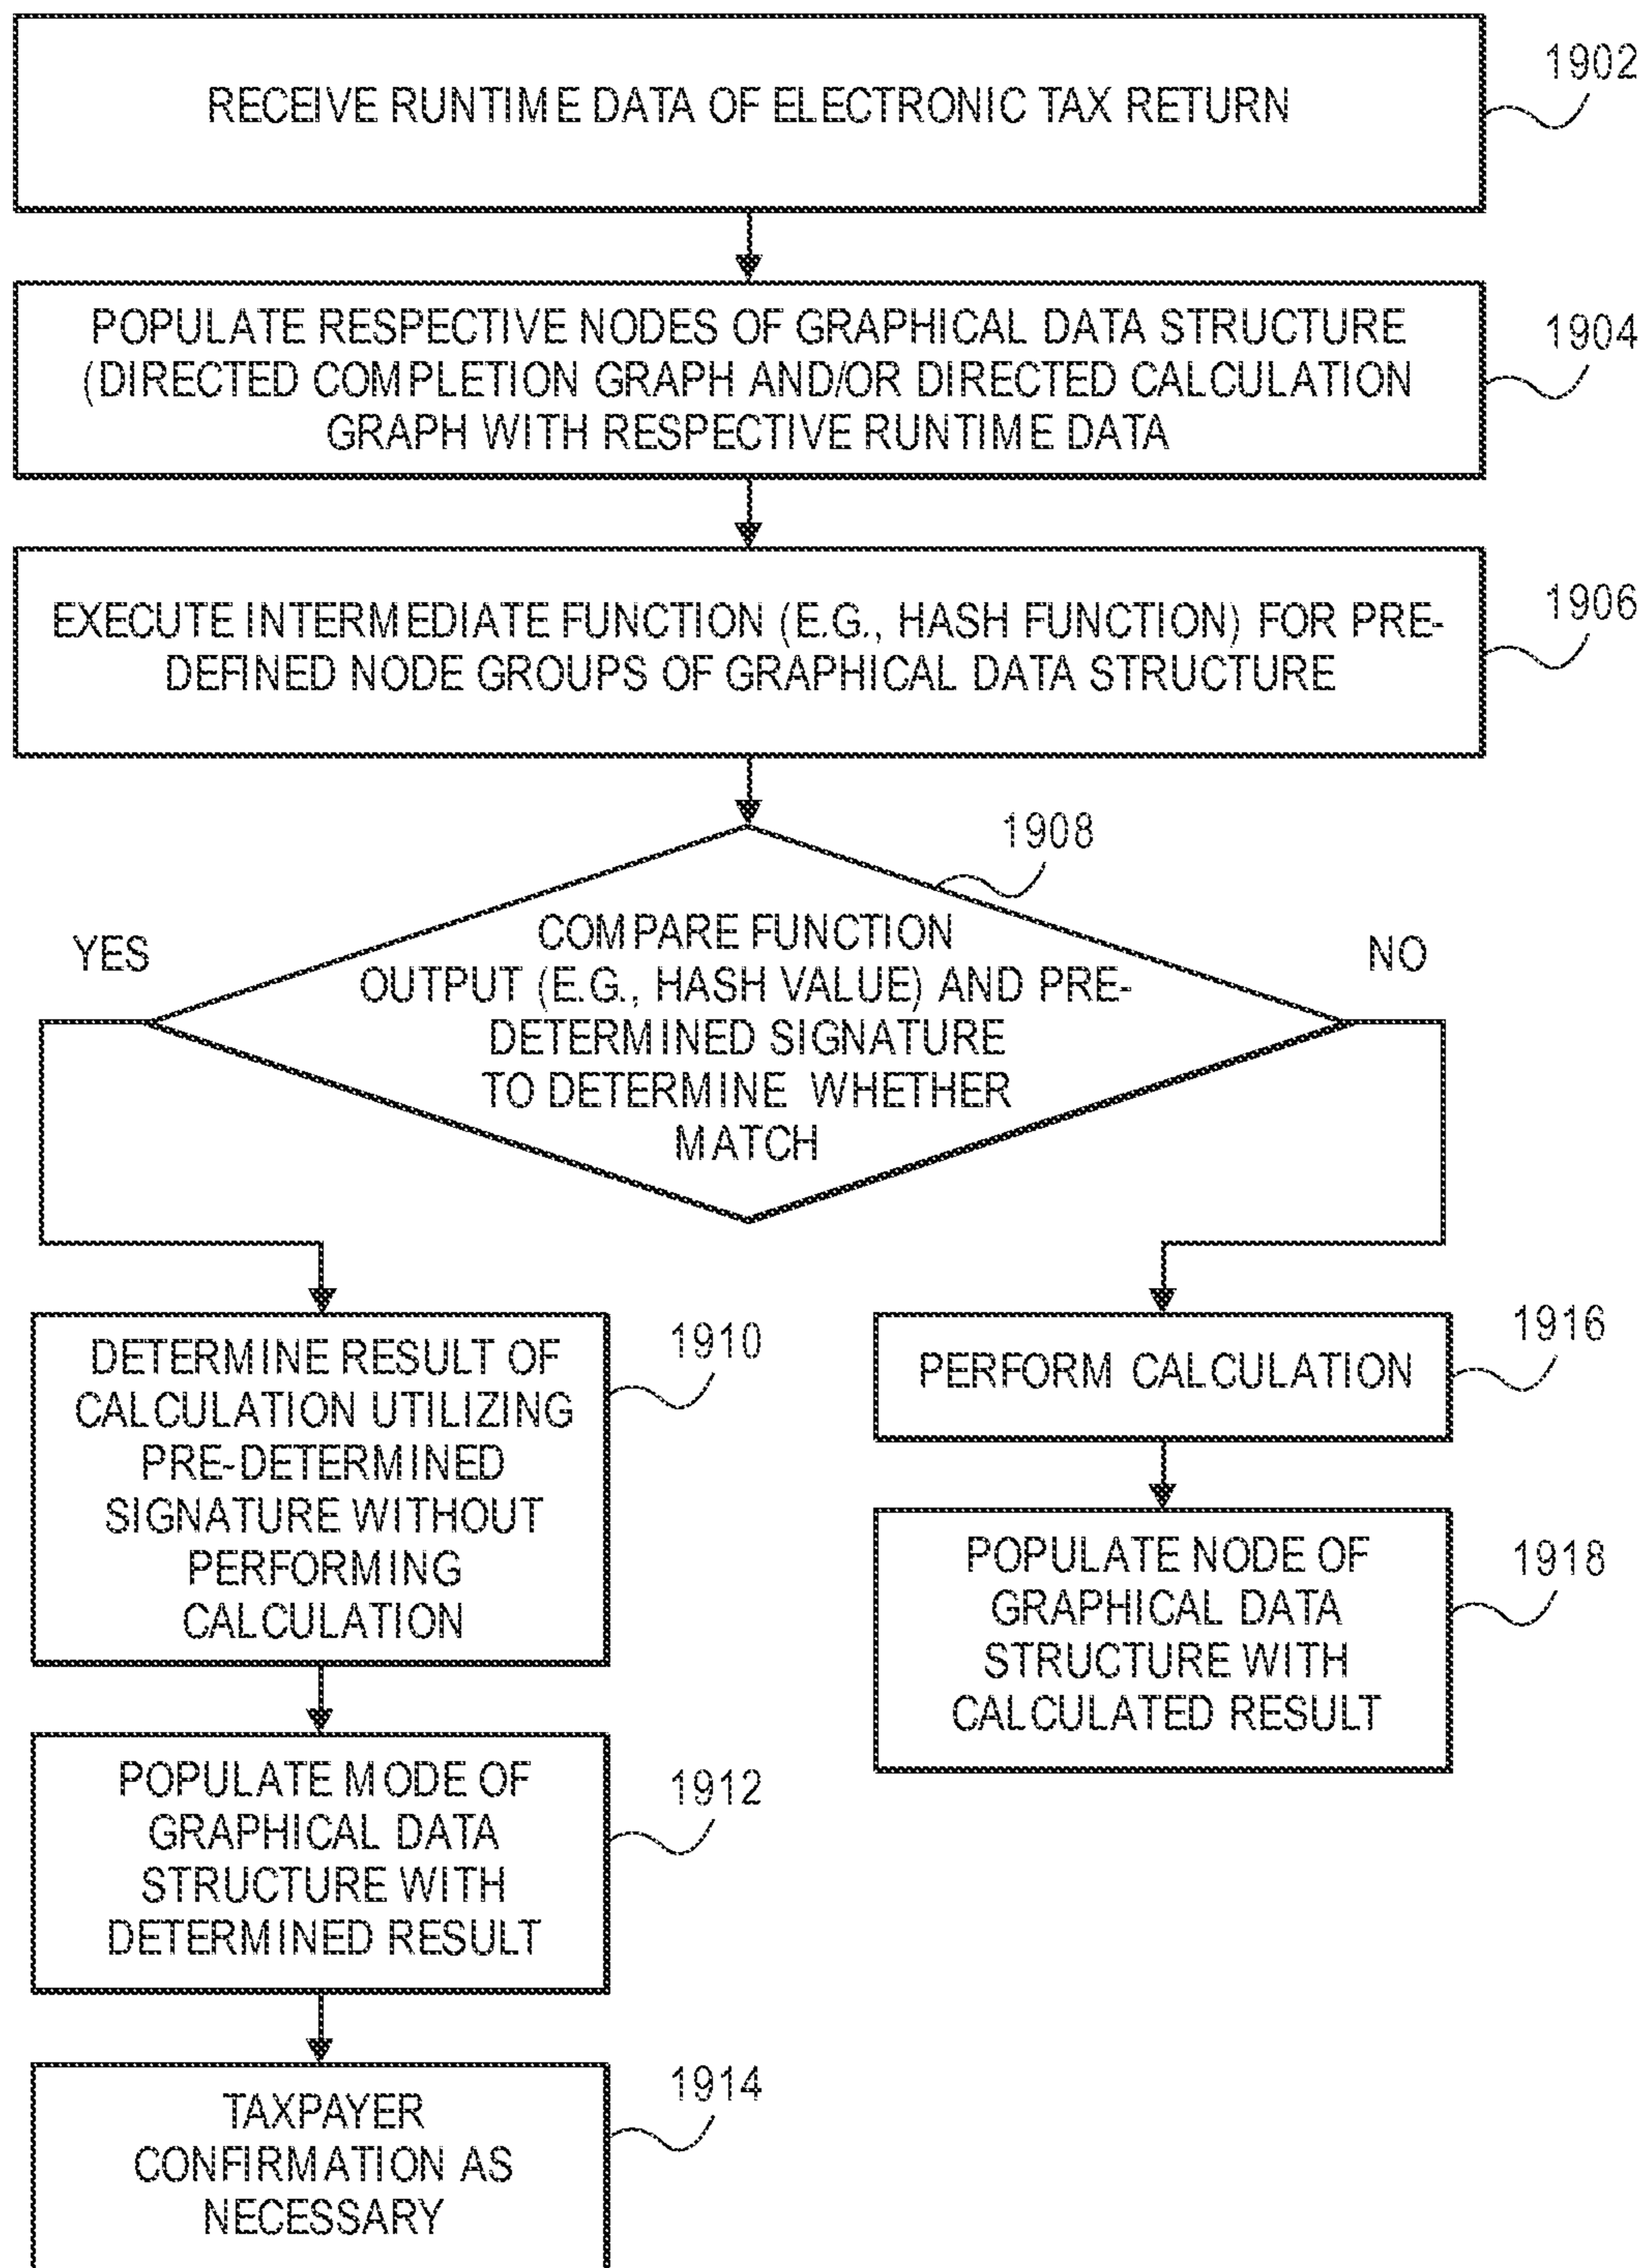 RECEIVE RUNTIME DATA OF ELECTRONIC TAX RETURN
1902
POPULATE RESPECTIVE NODES OF GRAPHICAL DATA STRUCTURE
(DIRECTED COMPLETION GRAPH AND/OR DIRECTED CALCULATION
GRAPH WITH RESPECTIVE RUNTIME DATA
1904
EXECUTE INTERMEDIATE FUNCTION (E.G., HASH FUNCTION) FOR PRE-
DEFINED NODE GROUPS OF GRAPHICAL DATA STRUCTURE
1906
1908
YES
COMPARE FUNCTION
OUTPUT (E.G., HASH VALUE) AND PRE-
DETERMINED SIGNATURE
TO DETERMINE WHETHER
MATCH
NO
DETERMINE RESULT OF
CALCULATION UTILIZING
PRE-DETERMINED
SIGNATURE WITHOUT
PERFORMING
CALCULATION
1910
POPULATE MODE OF
GRAPHICAL DATA
STRUCTURE WITH
DETERMINED RESULT
1912
TAXPAYER
CONFIRMATION AS
NECESSARY
1914
PERFORM CALCULATION
1916
POPULATE NODE OF
GRAPHICAL DATA
STRUCTURE WITH
CALCULATED RESULT
1918